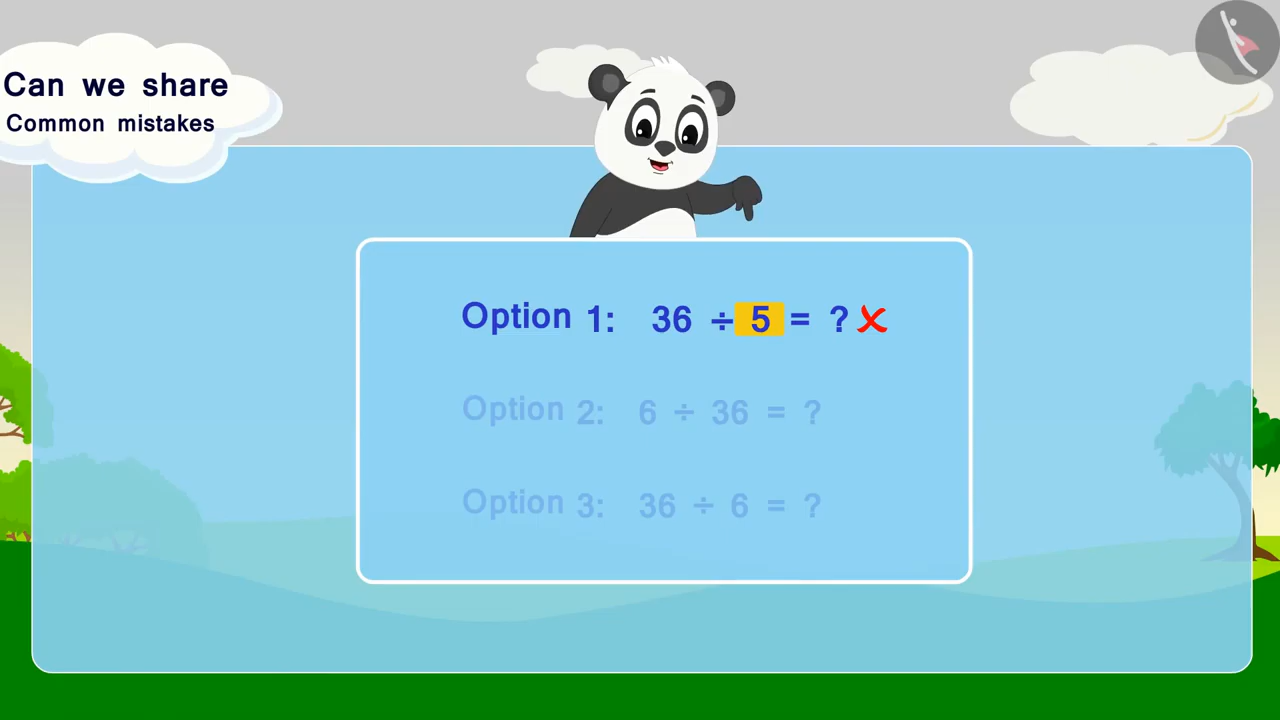 Can we share
Common mistakes
Option 1: 36 ÷ 5 = ? ✗
Option 2: 6 ÷ 36 = ?
Option 3: 36 ÷ 6 = ?